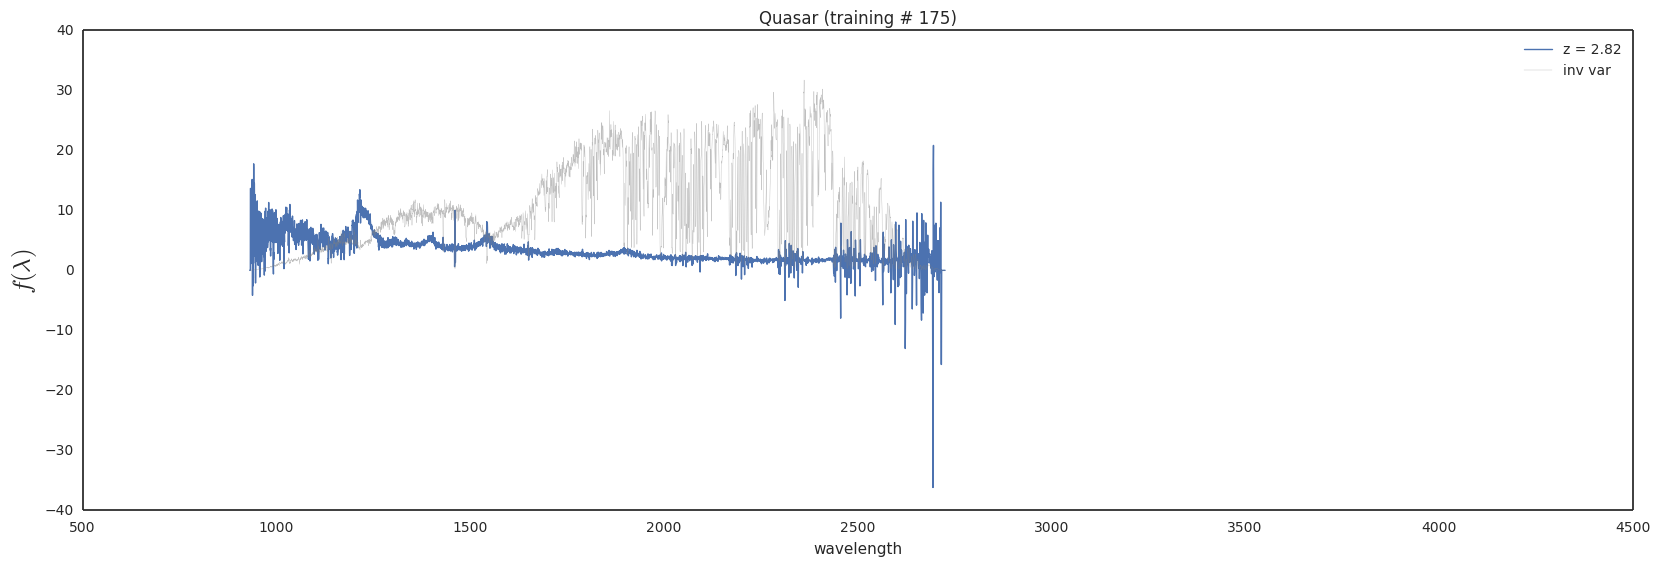 Quasar (training # 175)
z = 2.82
inv var
f(λ)
40
30
20
10
0
−10
−20
−30
−40
500 1000 1500 2000 2500 3000 3500 4000 4500
wavelength